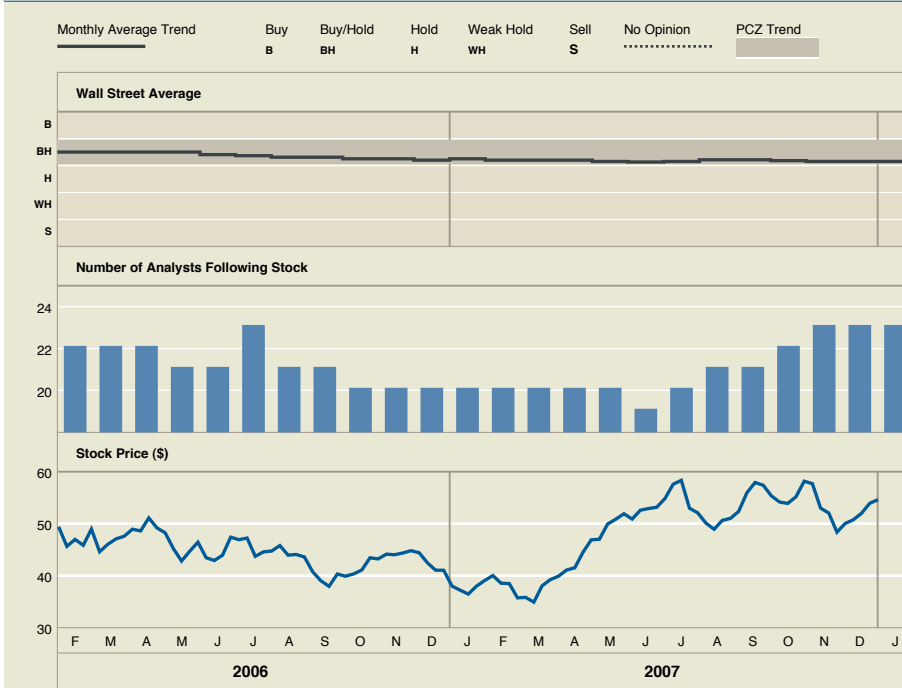 Monthly Average Trend Buy Buy/Hold Hold Weak Hold Sell No Opinion PCZ Trend
B BH H WH S
Wall Street Average
B
BH
H
WH
S
Number of Analysts Following Stock
24
22
20
Stock Price ($)
60
50
40
30
F M A M J J A S O N D J F M A M J J A S O N D J
2006 2007